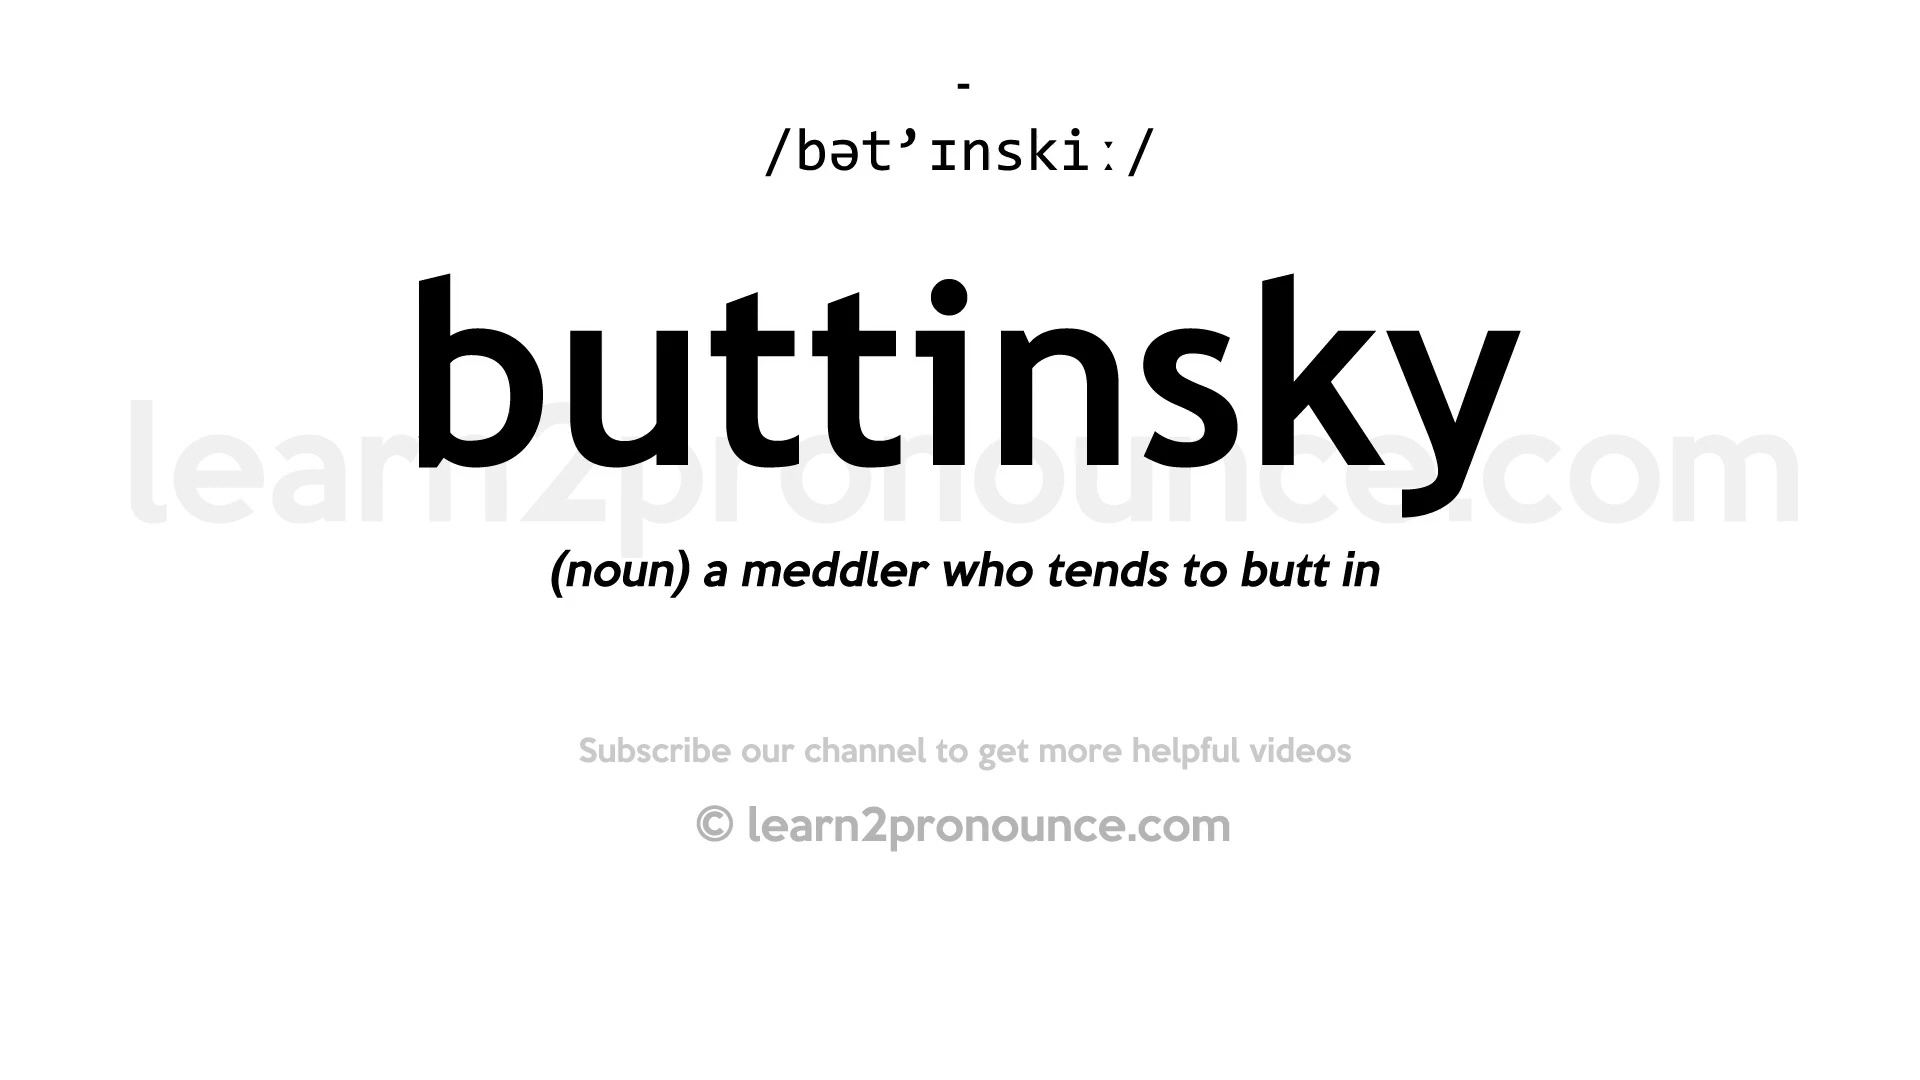 -
/bət’ɪnskiː/
buttinsky
learn2pronounce.com
(noun) a meddler who tends to butt in
Subscribe our channel to get more helpful videos
© learn2pronounce.com